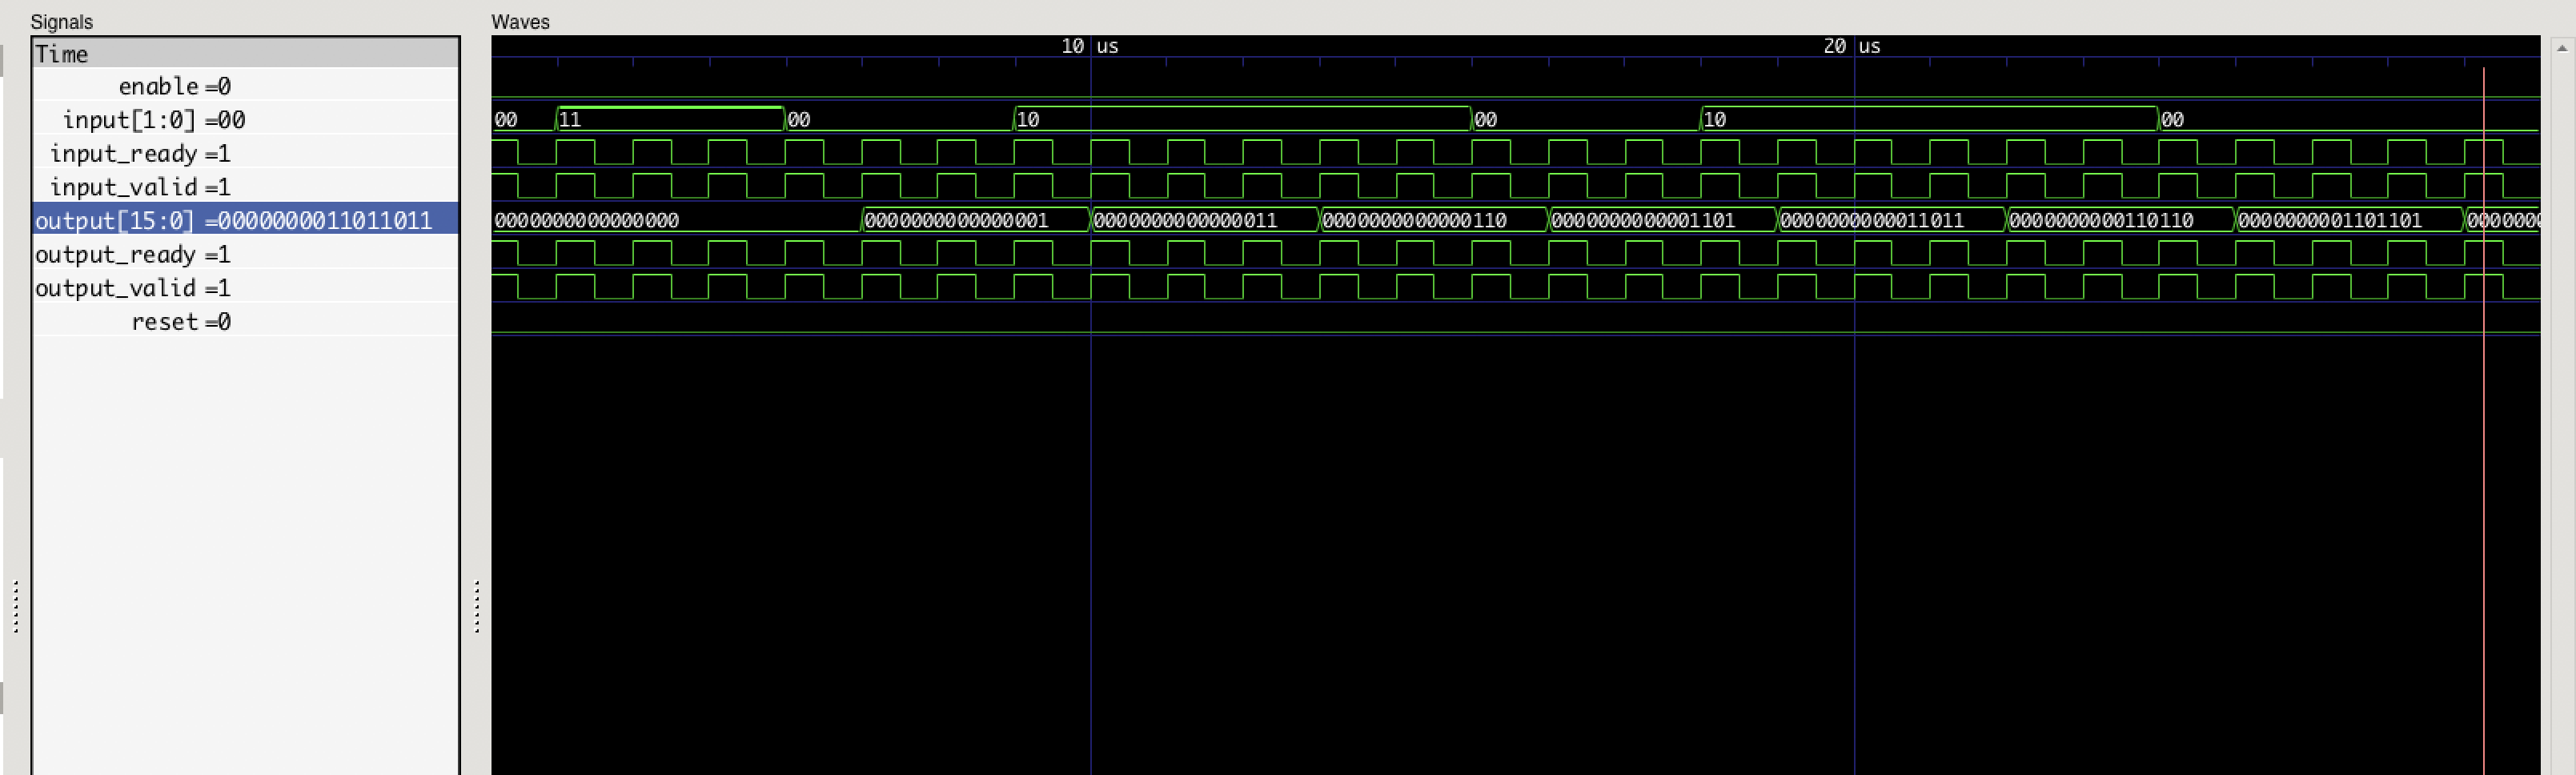 Signals
Waves
Time
10 us
20 us
enable =0
input[1:0] =00
00 11 00 10 00 10 00
input_ready =1
input_valid =1
output[15:0] =0000000011011011
0000000000000000 0000000000000001 0000000000000011 0000000000000110 0000000000001101 0000000000011011 0000000000110110 0000000001101101 0000000
output_ready =1
output_valid =1
reset =0